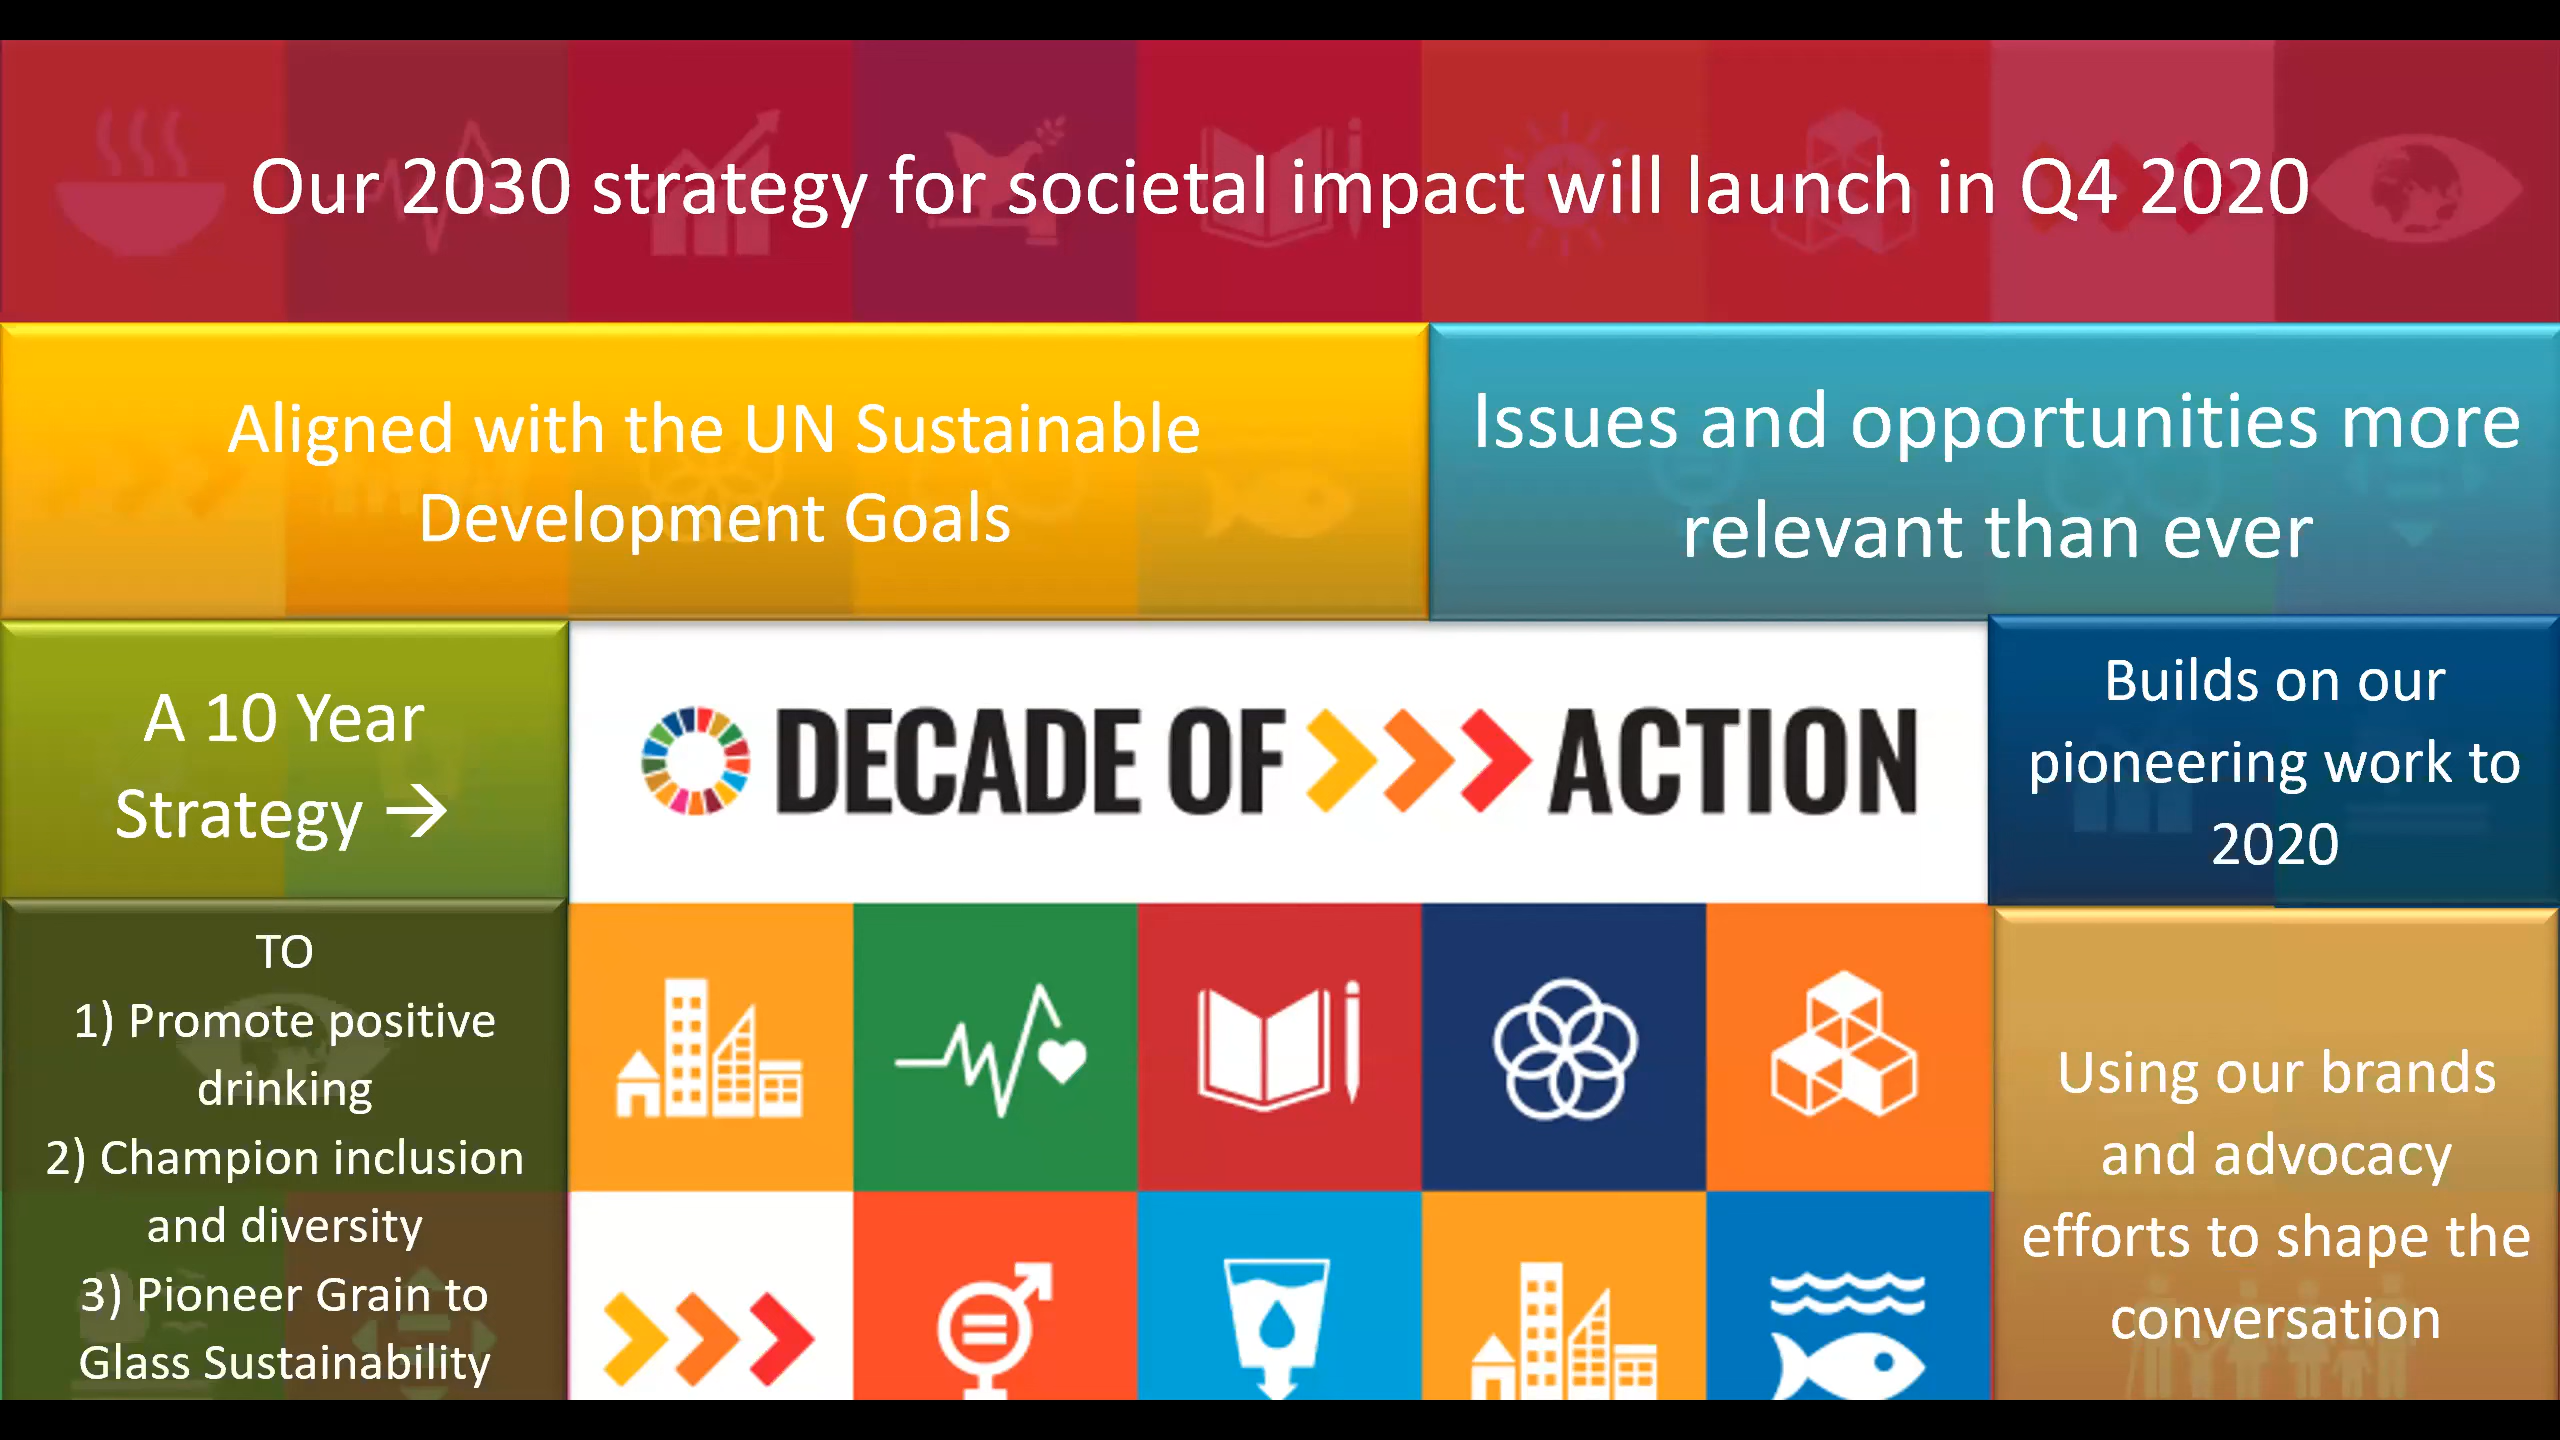 Our 2030 strategy for societal impact will launch in Q4 2020
Aligned with the UN Sustainable
Development Goals
Issues and opportunities more
relevant than ever
A 10 Year
Strategy →
DECADE OF ACTION
Builds on our
pioneering work to
2020
TO
1) Promote positive
drinking
2) Champion inclusion
and diversity
3) Pioneer Grain to
Glass Sustainability
Using our brands
and advocacy
efforts to shape the
conversation